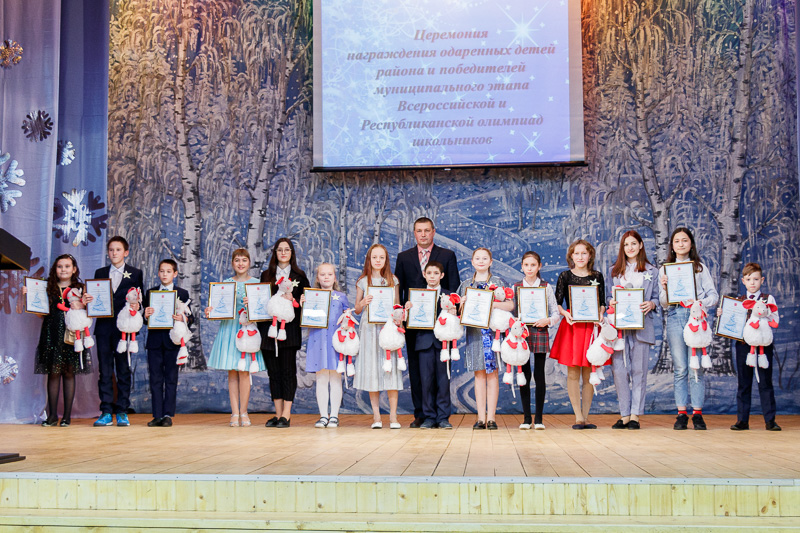 Церемония
награждения одаренных детей
района и победителей
муниципального этапа
Всероссийской и
Республиканской олимпиад
школьников